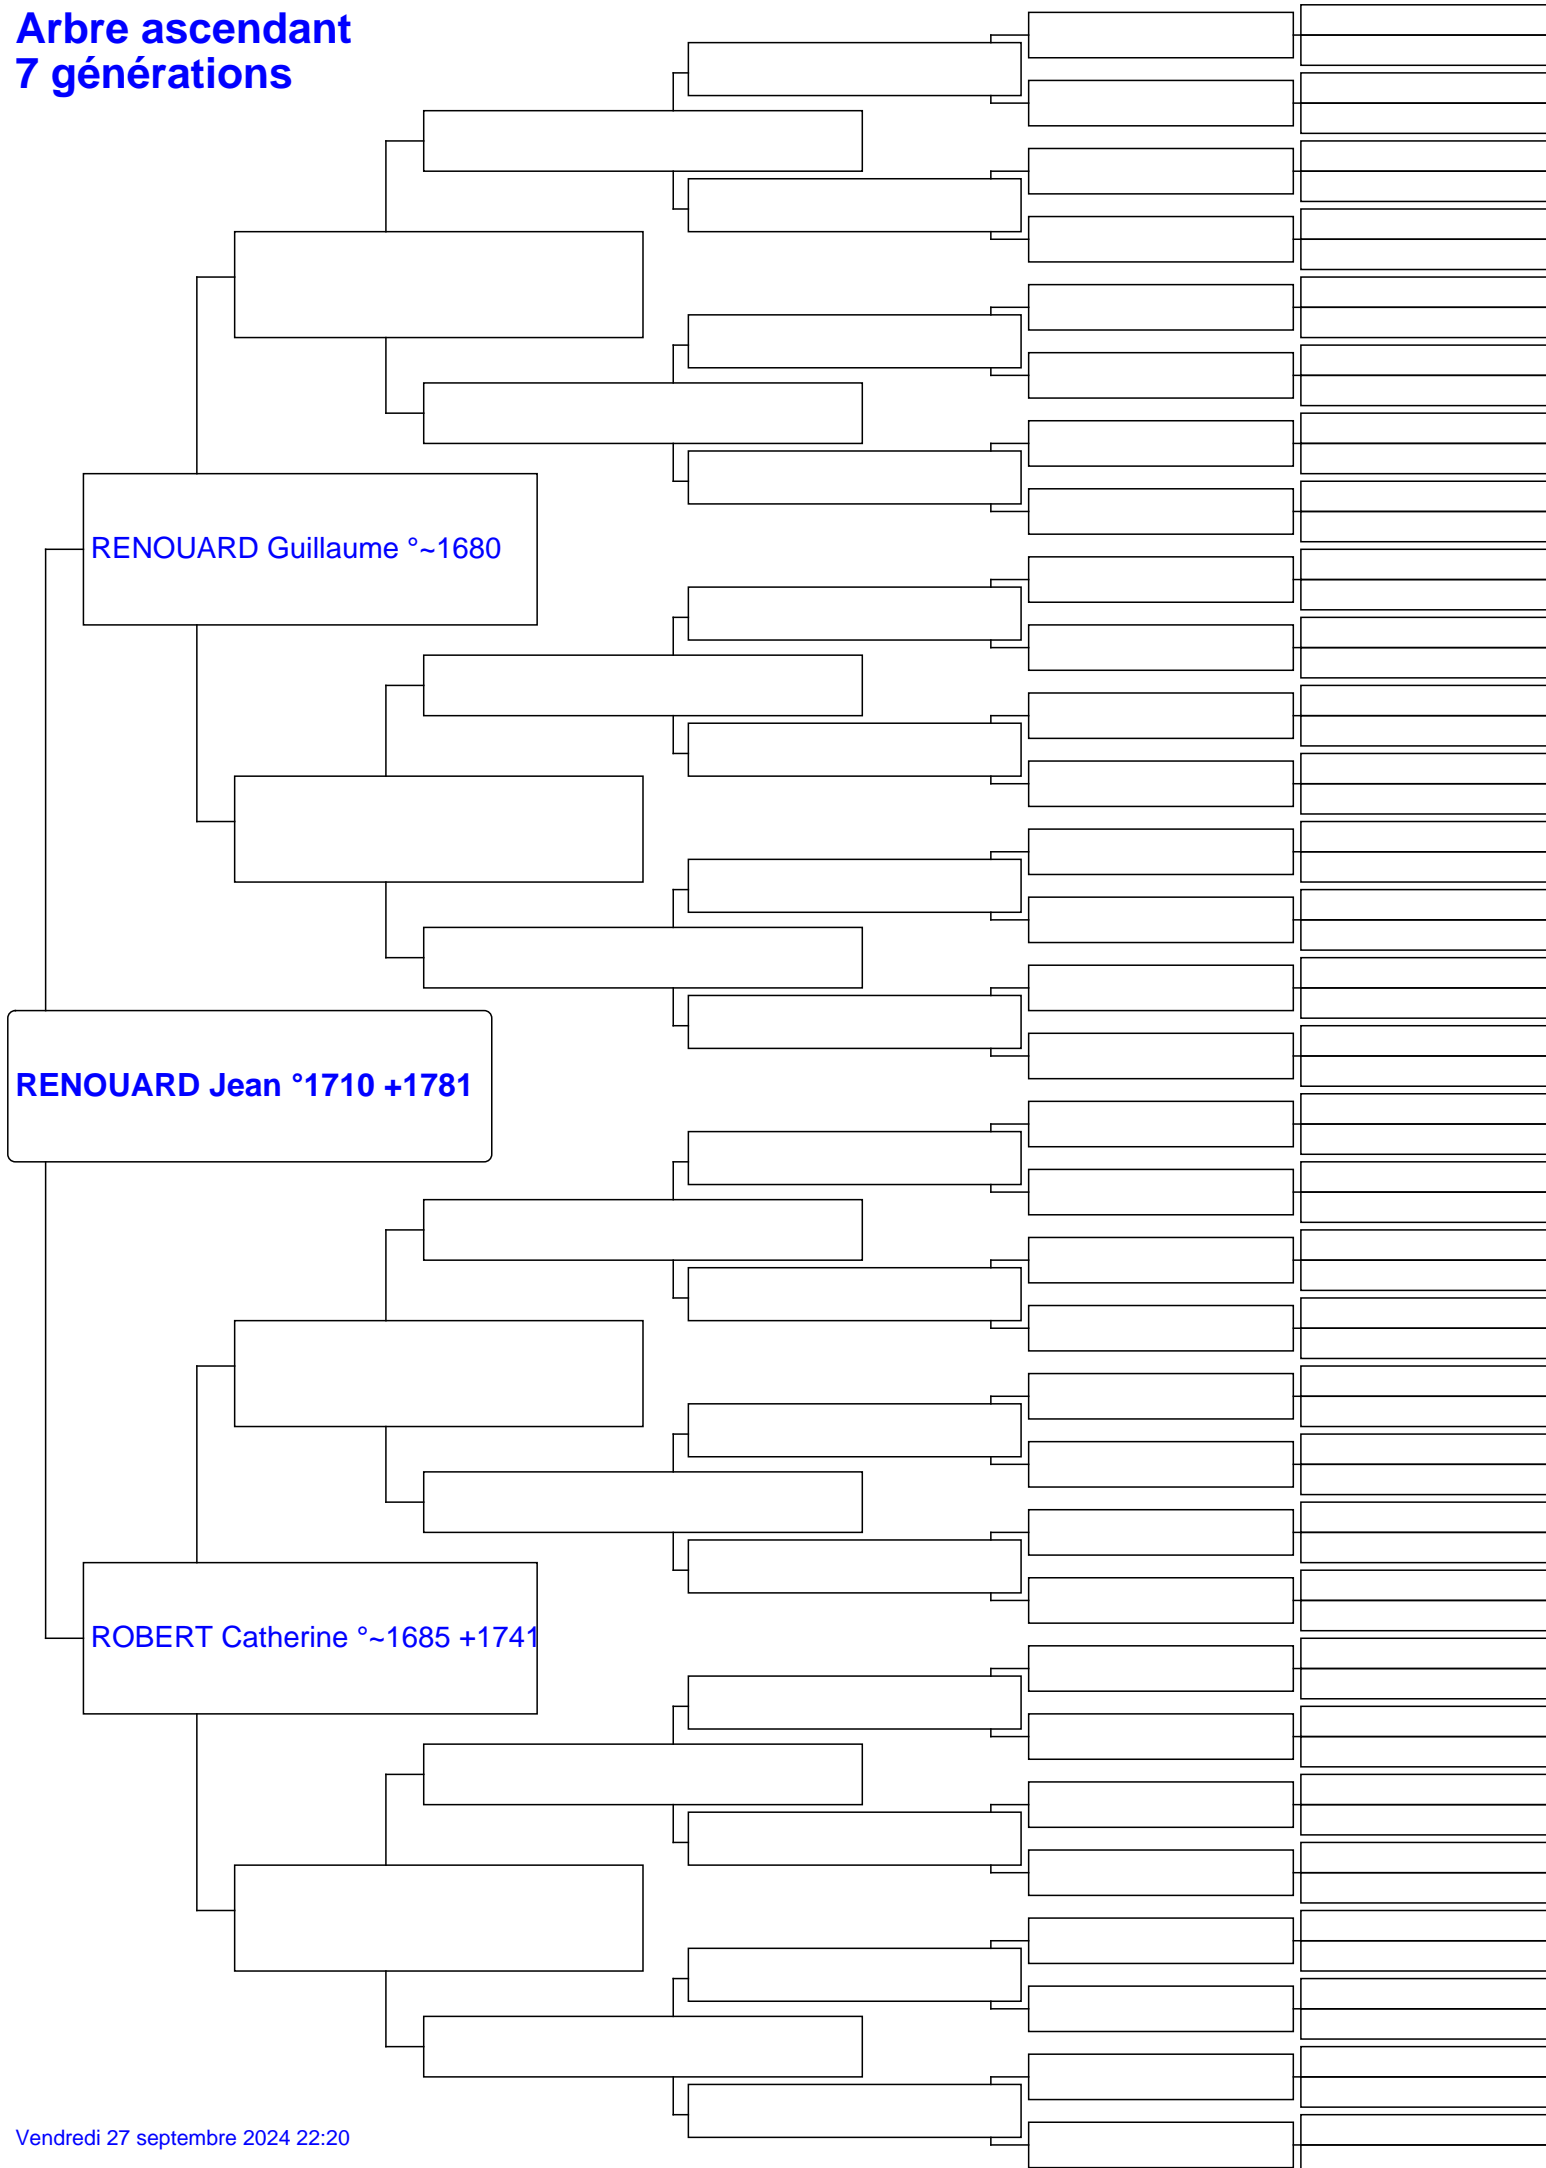 Arbre ascendant
7 générations
RENOUARD Guillaume °~1680
RENOUARD Jean °1710 +1781
ROBERT Catherine °~1685 +1741
Vendredi 27 septembre 2024 22:20